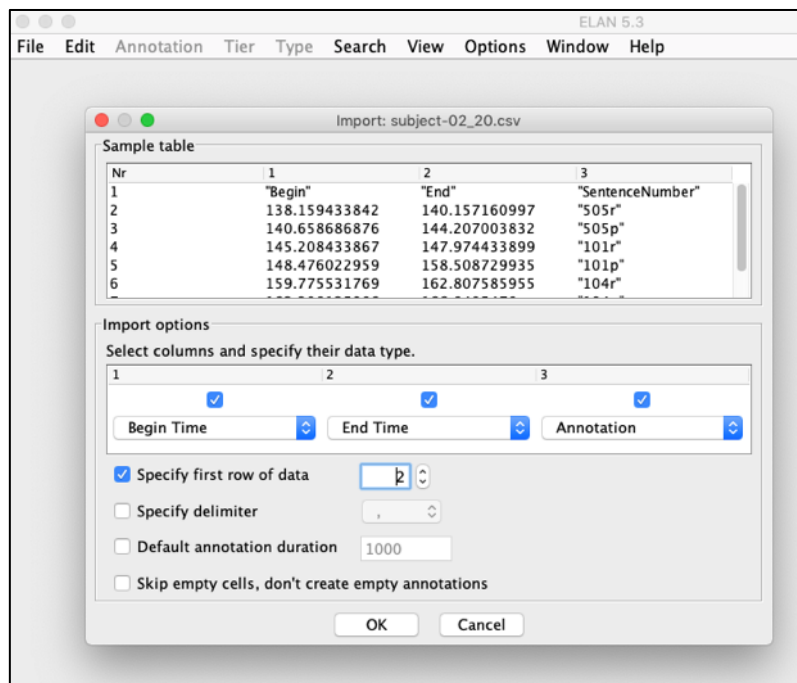 ELAN 5.3
File Edit Annotation Tier Type Search View Options Window Help
Import: subject-02_20.csv
Sample table
Nr 1 2 3
1 "Begin" "End" "SentenceNumber"
2 138.159433842 140.157160997 "505r"
3 140.658686876 144.207003832 "505p"
4 145.208433867 147.974433899 "101r"
5 148.476022959 158.508729935 "101p"
6 159.775531769 162.807585955 "104r"
Import options
Select columns and specify their data type.
1 2 3
Begin Time End Time Annotation
Specify first row of data 2
Specify delimiter ,
Default annotation duration 1000
Skip empty cells, don't create empty annotations
OK Cancel